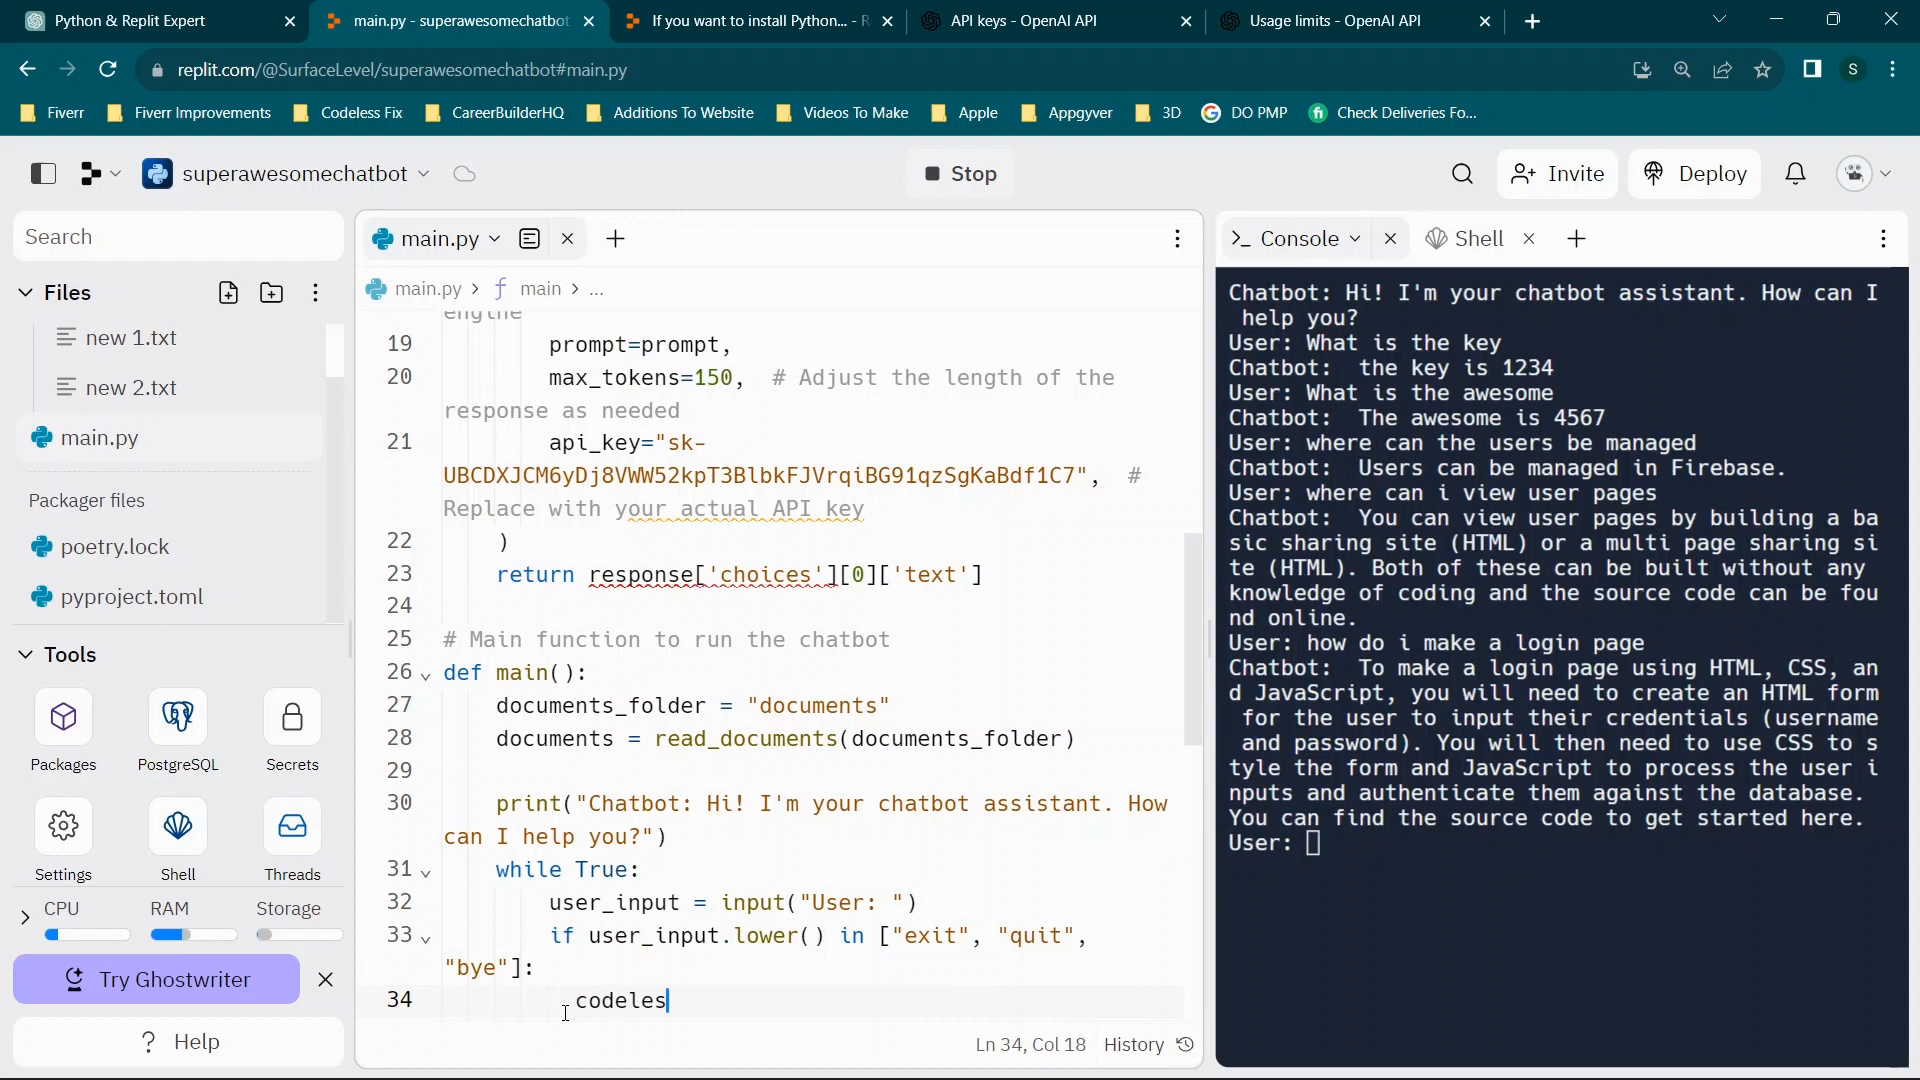 Python & Replit Expert
main.py - superawesomechatbot
If you want to install Python... - R
API keys - OpenAI API
Usage limits - OpenAI API
replit.com/@SurfaceLevel/superawesomechatbot#main.py
S
Fiverr
Fiverr Improvements
Codeless Fix
CareerBuilderHQ
Additions To Website
Videos To Make
Apple
Appgyver
3D
DO PMP
Check Deliveries Fo...
superawesomechatbot
Stop
Invite
Deploy
Search
Files
new 1.txt
new 2.txt
main.py
Packager files
poetry.lock
pyproject.toml
Tools
Packages
PostgreSQL
Secrets
Settings
Shell
Threads
CPU
RAM
Storage
Try Ghostwriter
? Help
main.py
main.py > f main > ...
engine
19 prompt=prompt,
20 max_tokens=150, # Adjust the length of the
response as needed
21 api_key="sk-
UBCDXJCM6yDj8VWW52kpT3BlbkFJVrqiBG91qzSgKaBdf1C7", #
Replace with your actual API key
22 )
23 return response['choices'][0]['text']
24
25 # Main function to run the chatbot
26 def main():
27 documents_folder = "documents"
28 documents = read_documents(documents_folder)
29
30 print("Chatbot: Hi! I'm your chatbot assistant. How
can I help you?")
31 while True:
32 user_input = input("User: ")
33 if user_input.lower() in ["exit", "quit",
"bye"]:
34 codeles
Ln 34, Col 18 History
Console
Shell
Chatbot: Hi! I'm your chatbot assistant. How can I
help you?
User: What is the key
Chatbot:  the key is 1234
User: What is the awesome
Chatbot:  The awesome is 4567
User: where can the users be managed
Chatbot:  Users can be managed in Firebase.
User: where can i view user pages
Chatbot:  You can view user pages by building a ba
sic sharing site (HTML) or a multi page sharing si
te (HTML). Both of these can be built without any
knowledge of coding and the source code can be fou
nd online.
User: how do i make a login page
Chatbot:  To make a login page using HTML, CSS, an
d JavaScript, you will need to create an HTML form
for the user to input their credentials (username
and password). You will then need to use CSS to s
tyle the form and JavaScript to process the user i
nputs and authenticate them against the database.
You can find the source code to get started here.
User: